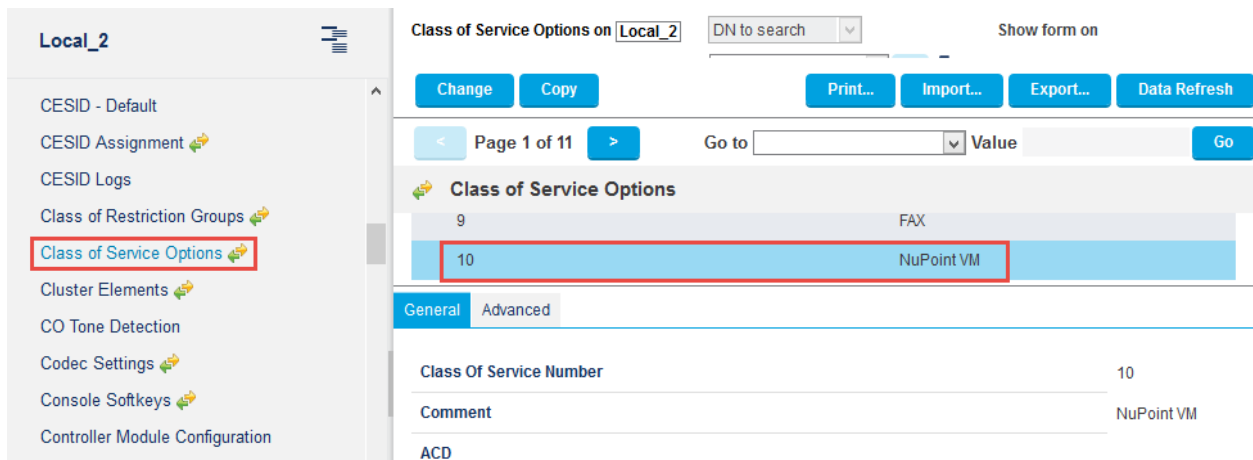 Local_2
CESID - Default
CESID Assignment
CESID Logs
Class of Restriction Groups
Class of Service Options
Cluster Elements
CO Tone Detection
Codec Settings
Console Softkeys
Controller Module Configuration
Class of Service Options on Local_2 DN to search Show form on
Change Copy Print... Import... Export... Data Refresh
< Page 1 of 11 > Go to Value Go
Class of Service Options
9 FAX
10 NuPoint VM
General Advanced
Class Of Service Number 10
Comment NuPoint VM
ACD